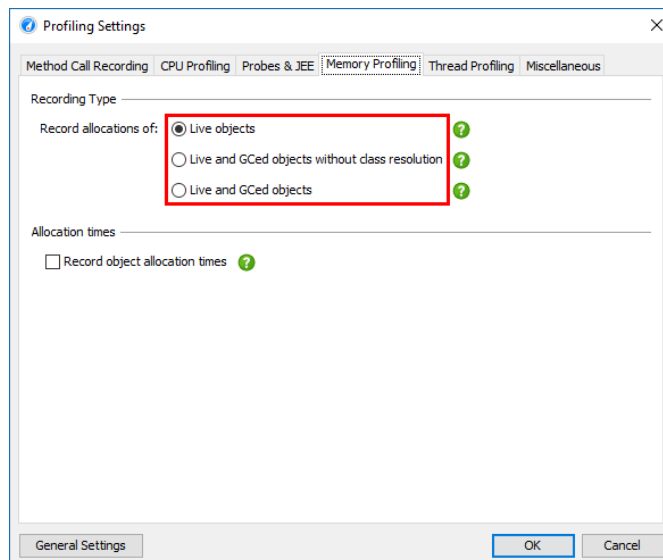 Profiling Settings
Method Call Recording CPU Profiling Probes & JEE Memory Profiling Thread Profiling Miscellaneous
Recording Type
Record allocations of: Live objects
Live and GCed objects without class resolution
Live and GCed objects
Allocation times
Record object allocation times
General Settings OK Cancel